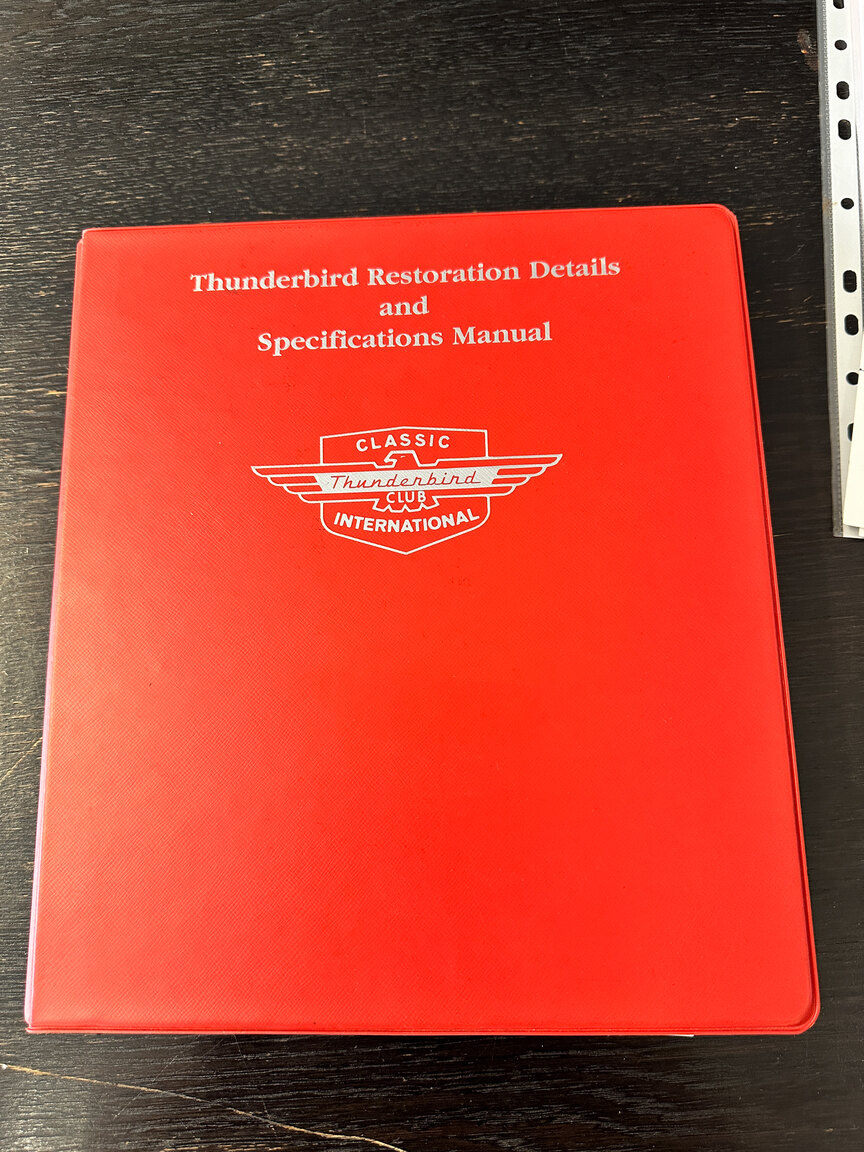 Thunderbird Restoration Details
and
Specifications Manual
CLASSIC
Thunderbird
CLUB
INTERNATIONAL